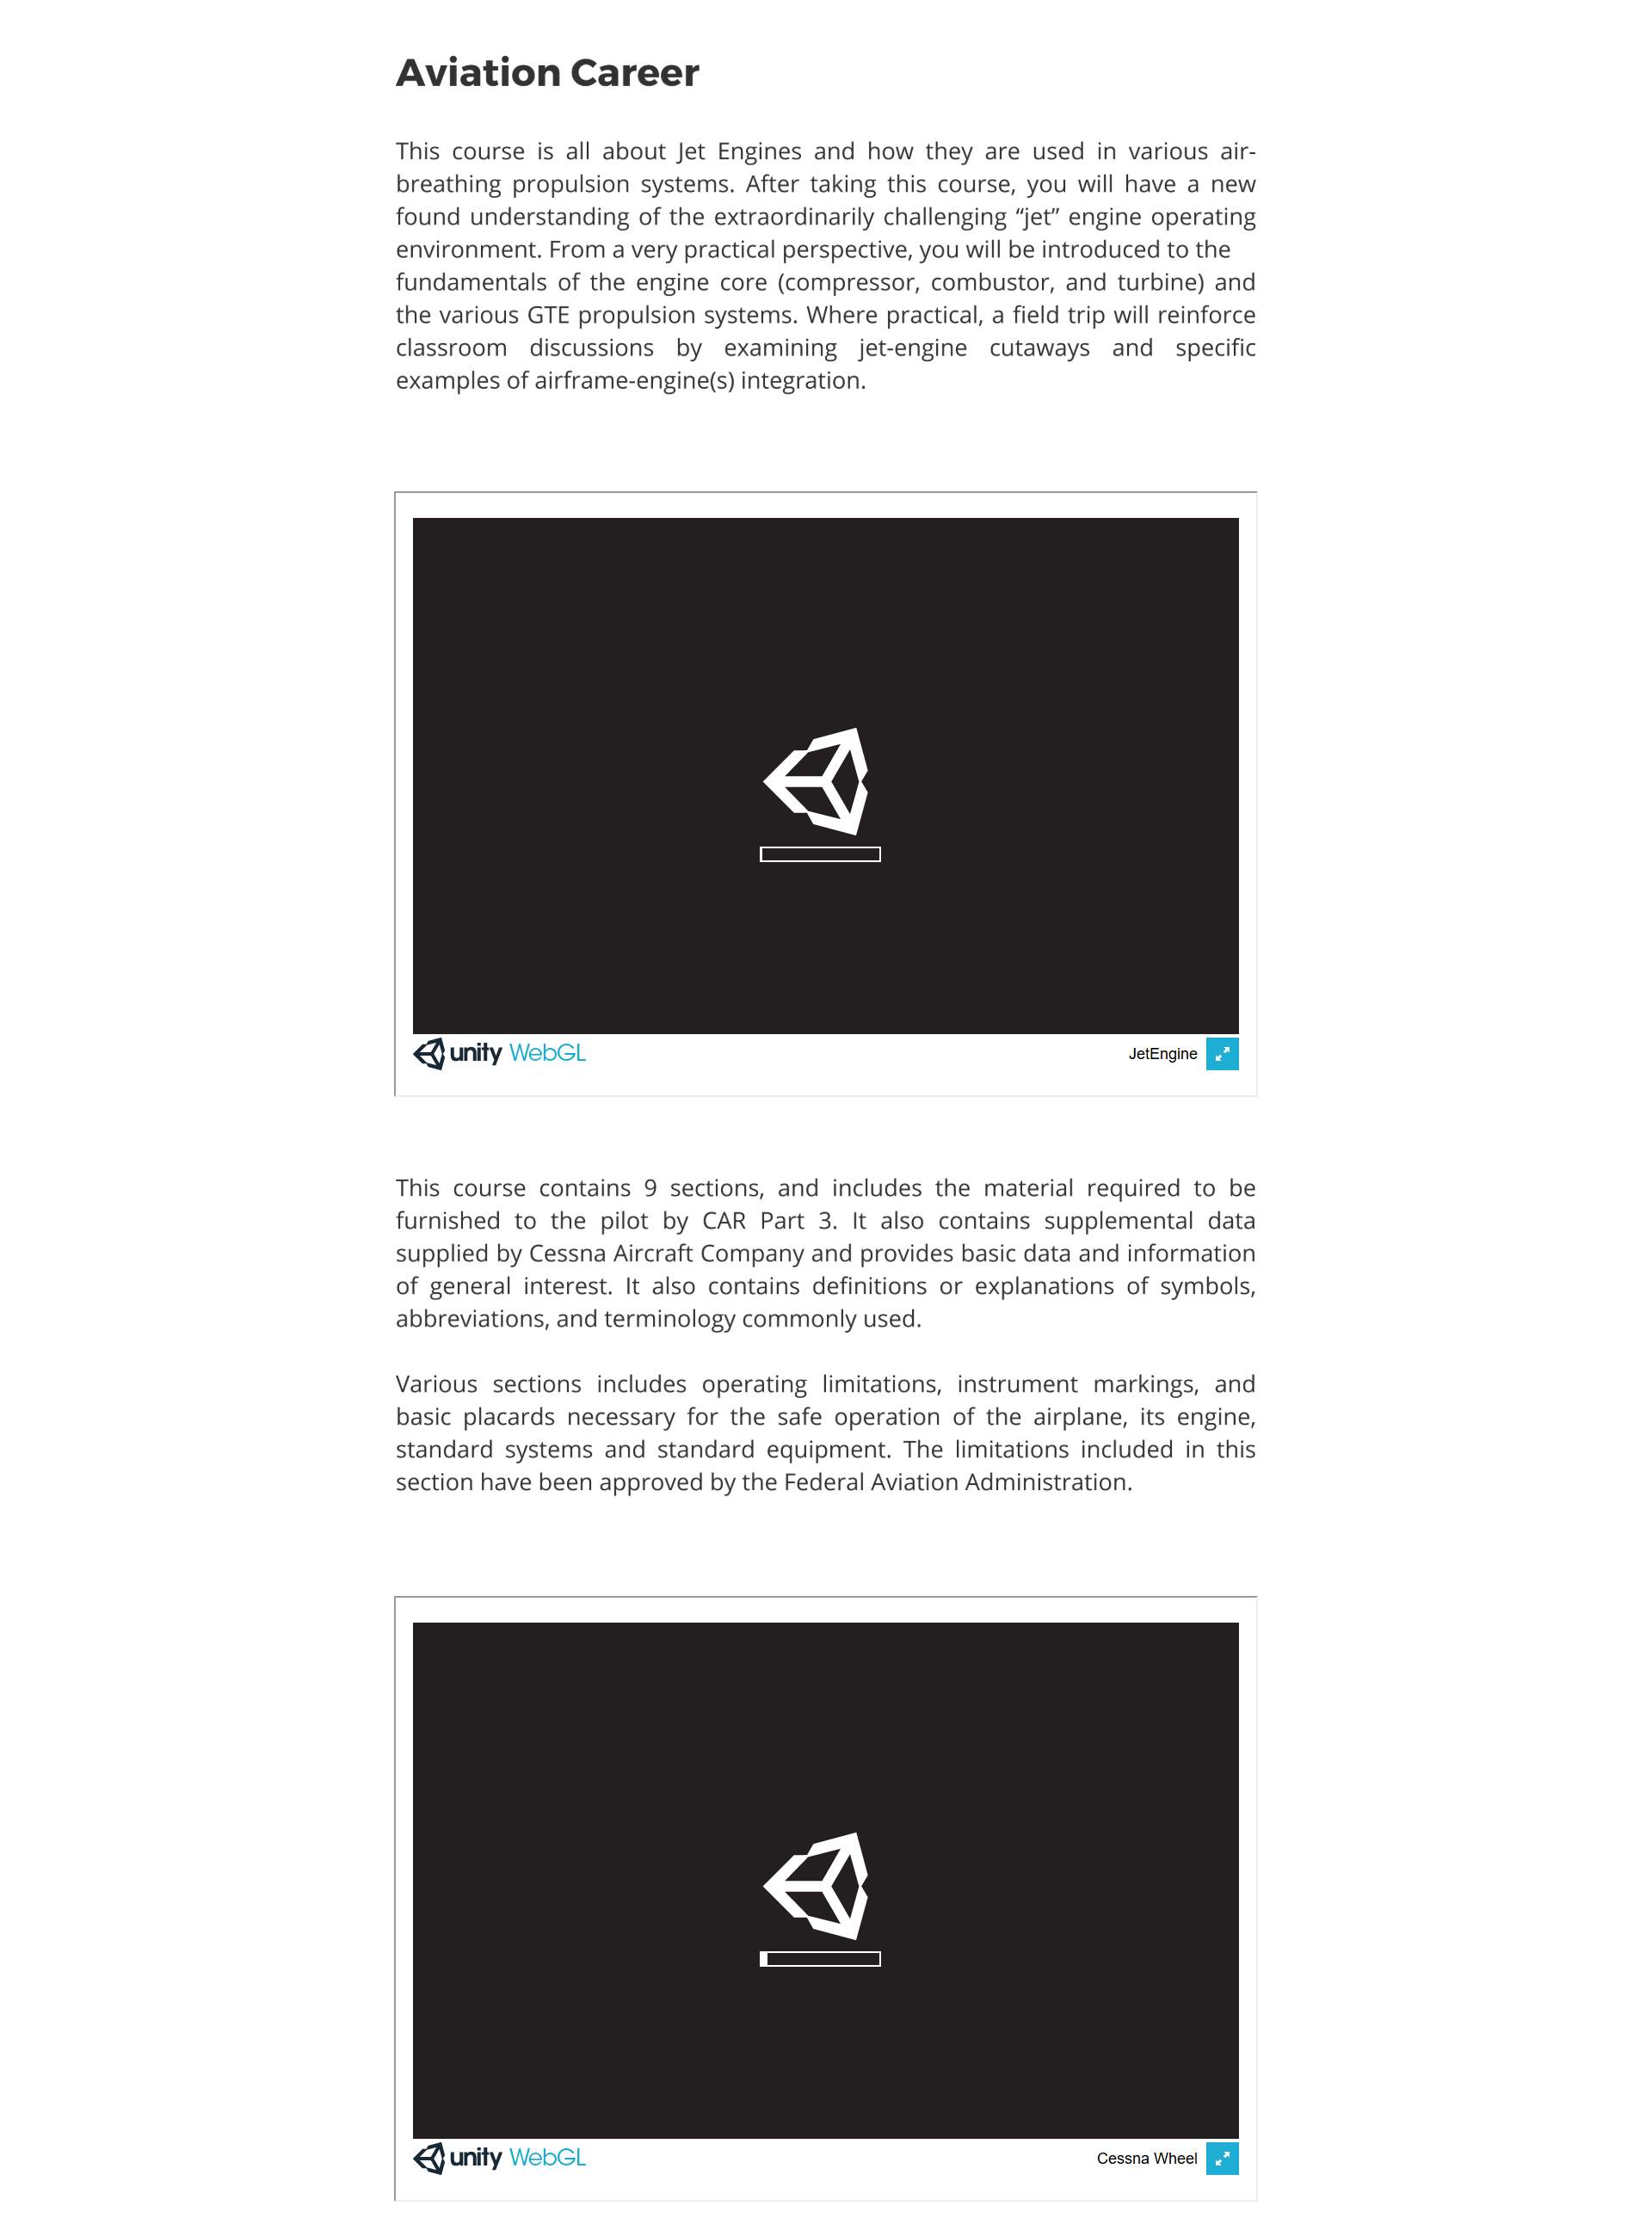 Aviation Career
This course is all about Jet Engines and how they are used in various air-
breathing propulsion systems. After taking this course, you will have a new
found understanding of the extraordinarily challenging “jet” engine operating
environment. From a very practical perspective, you will be introduced to the
fundamentals of the engine core (compressor, combustor, and turbine) and
the various GTE propulsion systems. Where practical, a field trip will reinforce
classroom discussions by examining jet-engine cutaways and specific
examples of airframe-engine(s) integration.
unity WebGL
JetEngine
This course contains 9 sections, and includes the material required to be
furnished to the pilot by CAR Part 3. It also contains supplemental data
supplied by Cessna Aircraft Company and provides basic data and information
of general interest. It also contains definitions or explanations of symbols,
abbreviations, and terminology commonly used.
Various sections includes operating limitations, instrument markings, and
basic placards necessary for the safe operation of the airplane, its engine,
standard systems and standard equipment. The limitations included in this
section have been approved by the Federal Aviation Administration.
unity WebGL
Cessna Wheel